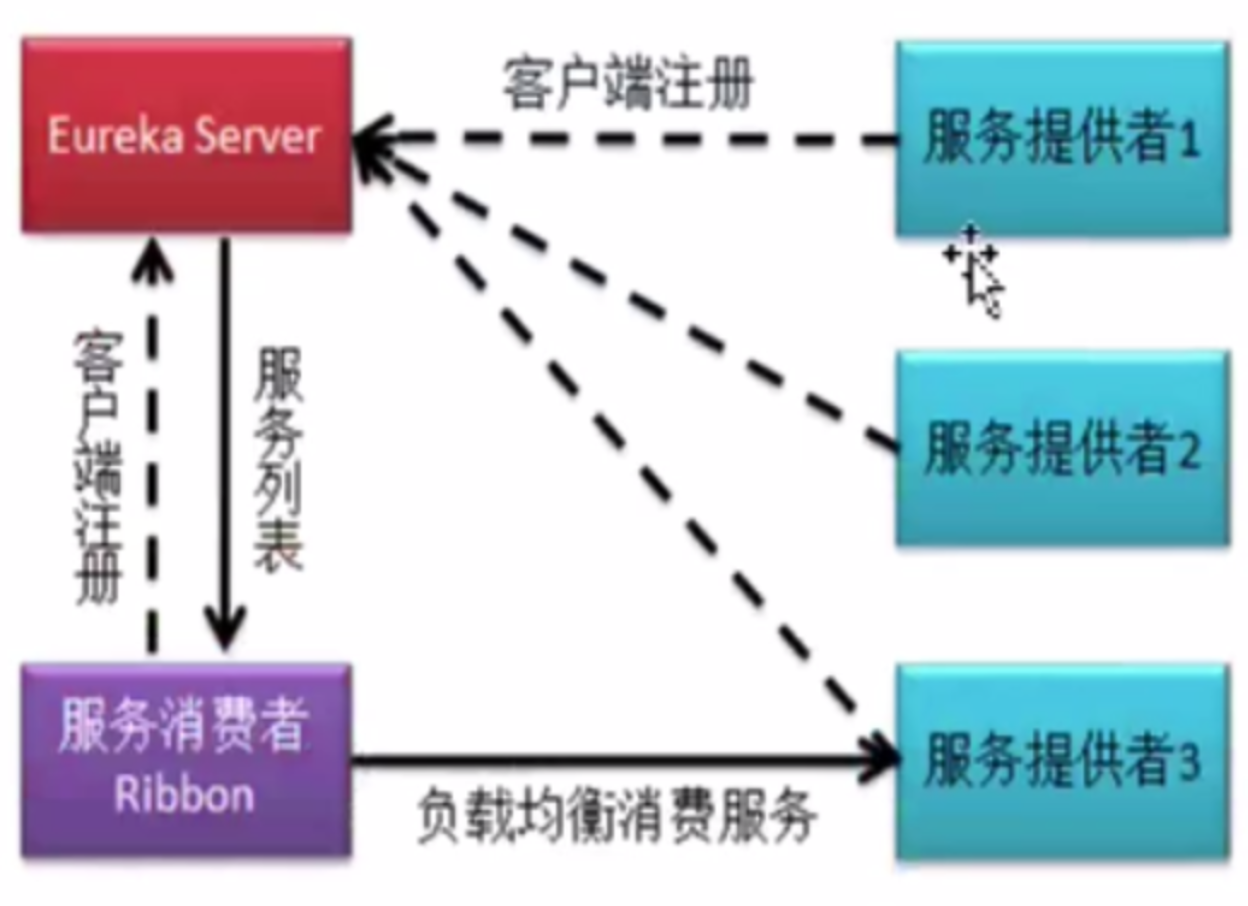 客户端注册
Eureka Server
服务提供者1
客户端注册
服务列表
服务提供者2
服务消费者
Ribbon
服务提供者3
负载均衡消费服务